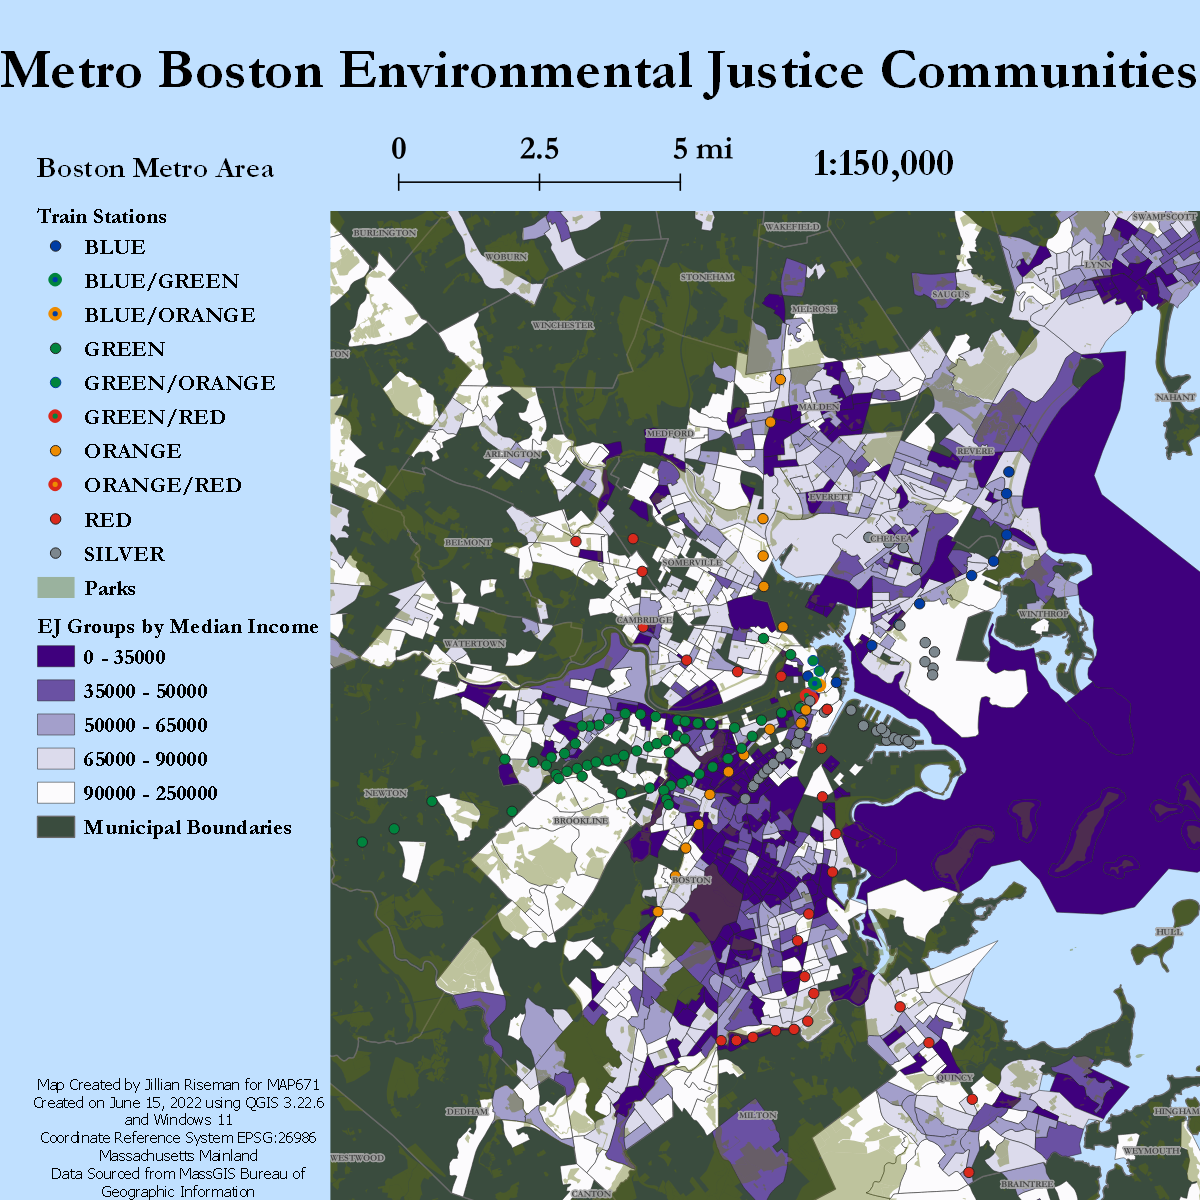 Metro Boston Environmental Justice Communities
0 2.5 5 mi
1:150,000
Boston Metro Area
Train Stations
BLUE
BLUE/GREEN
BLUE/ORANGE
GREEN
GREEN/ORANGE
GREEN/RED
ORANGE
ORANGE/RED
RED
SILVER
Parks
EJ Groups by Median Income
0 - 35000
35000 - 50000
50000 - 65000
65000 - 90000
90000 - 250000
Municipal Boundaries
Map Created by Jillian Riseman for MAP671
Created on June 15, 2022 using QGIS 3.22.6
and Windows 11
Coordinate Reference System EPSG:26986
Massachusetts Mainland
Data Sourced from MassGIS Bureau of
Geographic Information
SWAMPSCOTT
BURLINGTON
WAKEFIELD
WOBURN
LYNN
STONEHAM
SAUGUS
MELROSE
WINCHESTER
TON
NAHANT
MALDEN
MEDFORD
REVERE
ARLINGTON
EVERETT
CHELSEA
BELMONT
SOMERVILLE
WINTHROP
CAMBRIDGE
WATERTOWN
NEWTON
BROOKLINE
BOSTON
HULL
QUINCY
DEDHAM
MILTON
HINGHAM
WEYMOUTH
WESTWOOD
BRAINTREE
CANTON